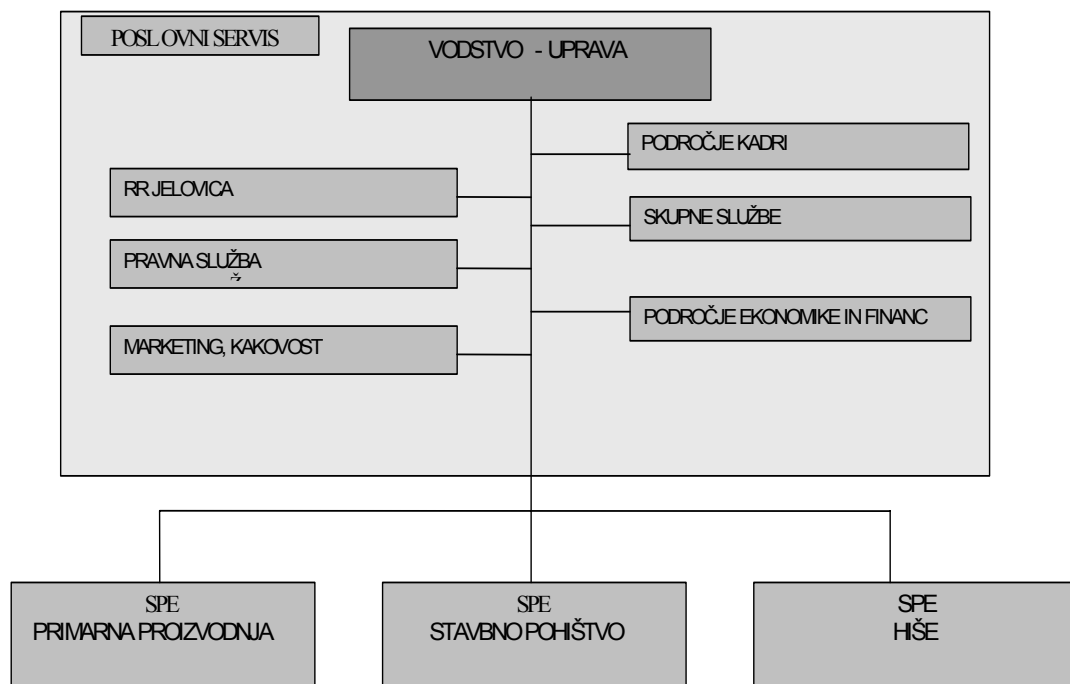 POSLOVNI SERVIS
VODSTVO - UPRAVA
PODROČJE KADRI
RR JELOVICA
SKUPNE SLUŽBE
PRAVNA SLUŽBA
ž
PODROČJE EKONOMIKE IN FINANC
MARKETING, KAKOVOST
SPE
PRIMARNA PROIZVODNJA
SPE
STAVBNO POHIŠTVO
SPE
HIŠE